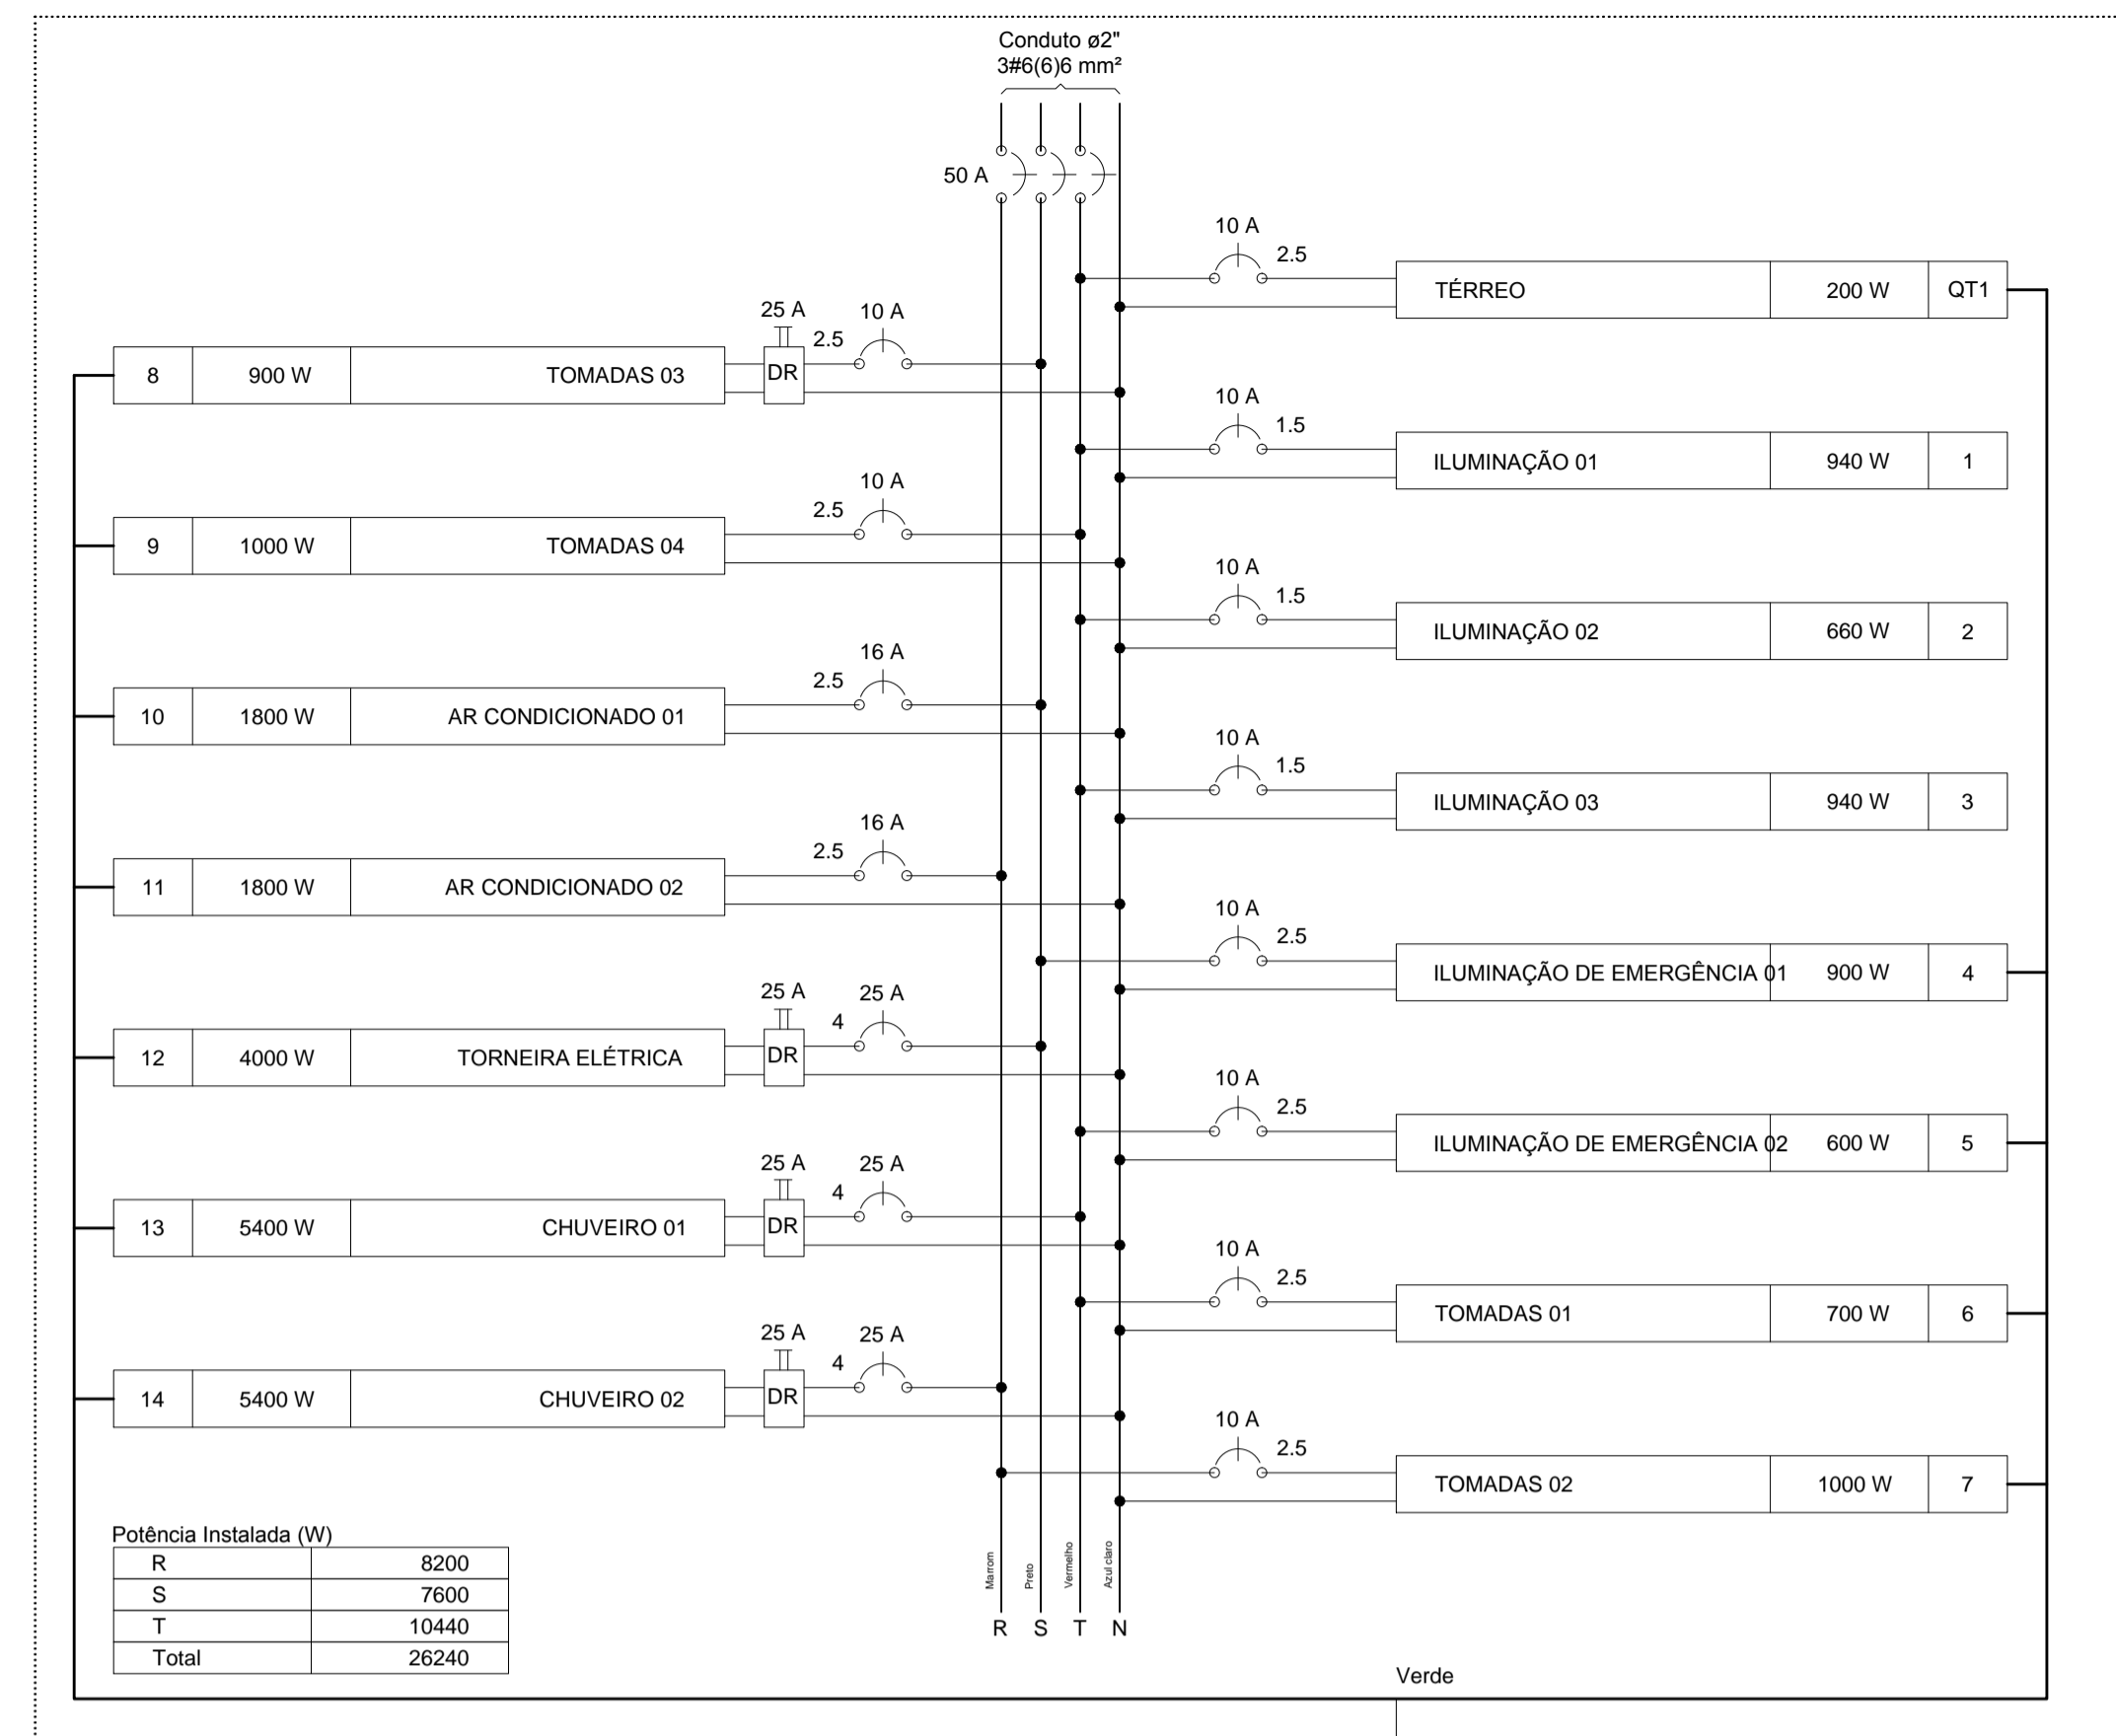 Conduto ø2"
3#6(6)6 mm²
50 A
10 A
2.5
TÉRREO 200 W QT1
25 A 10 A
2.5
8 900 W TOMADAS 03 DR
10 A
1.5
ILUMINAÇÃO 01 940 W 1
10 A
2.5
9 1000 W TOMADAS 04
10 A
1.5
ILUMINAÇÃO 02 660 W 2
16 A
2.5
10 1800 W AR CONDICIONADO 01
10 A
1.5
ILUMINAÇÃO 03 940 W 3
16 A
2.5
11 1800 W AR CONDICIONADO 02
10 A
2.5
ILUMINAÇÃO DE EMERGÊNCIA 01 900 W 4
25 A 25 A
4
12 4000 W TORNEIRA ELÉTRICA DR
10 A
2.5
ILUMINAÇÃO DE EMERGÊNCIA 02 600 W 5
25 A 25 A
4
13 5400 W CHUVEIRO 01 DR
10 A
2.5
TOMADAS 01 700 W 6
25 A 25 A
4
14 5400 W CHUVEIRO 02 DR
10 A
2.5
TOMADAS 02 1000 W 7
Potência Instalada (W)
R 8200
S 7600
T 10440
Total 26240
Marrom Preto Vermelho Azul claro
R S T N
Verde